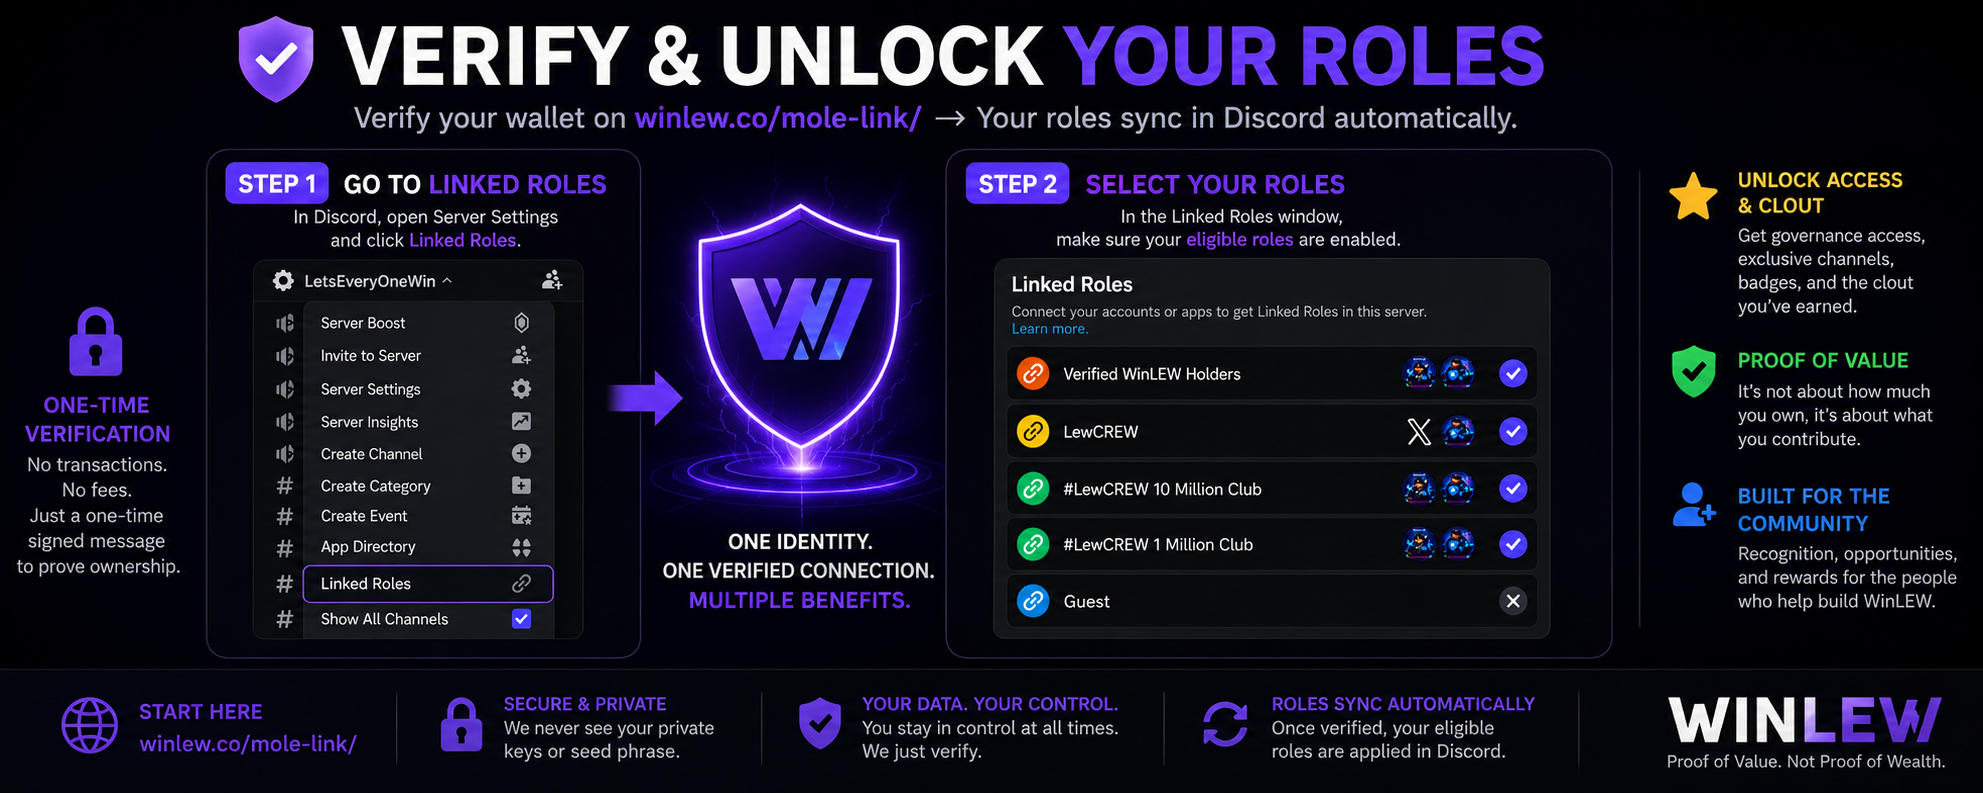 VERIFY & UNLOCK YOUR ROLES
Verify your wallet on winlew.co/mole-link/ → Your roles sync in Discord automatically.
ONE-TIME
VERIFICATION
No transactions.
No fees.
Just a one-time
signed message
to prove ownership.
STEP 1 GO TO LINKED ROLES
In Discord, open Server Settings
and click Linked Roles.
LetsEveryOneWin
Server Boost
Invite to Server
Server Settings
Server Insights
Create Channel
# Create Category
# Create Event
# App Directory
# Linked Roles
# Show All Channels
W
ONE IDENTITY.
ONE VERIFIED CONNECTION.
MULTIPLE BENEFITS.
STEP 2 SELECT YOUR ROLES
In the Linked Roles window,
make sure your eligible roles are enabled.
Linked Roles
Connect your accounts or apps to get Linked Roles in this server.
Learn more.
Verified WinLEW Holders
LewCREW
#LewCREW 10 Million Club
#LewCREW 1 Million Club
Guest
UNLOCK ACCESS
& CLOUT
Get governance access,
exclusive channels,
badges, and the clout
you've earned.
PROOF OF VALUE
It's not about how much
you own, it's about what
you contribute.
BUILT FOR THE
COMMUNITY
Recognition, opportunities,
and rewards for the people
who help build WinLEW.
START HERE
winlew.co/mole-link/
SECURE & PRIVATE
We never see your private
keys or seed phrase.
YOUR DATA. YOUR CONTROL.
You stay in control at all times.
We just verify.
ROLES SYNC AUTOMATICALLY
Once verified, your eligible
roles are applied in Discord.
WINLEW
Proof of Value. Not Proof of Wealth.